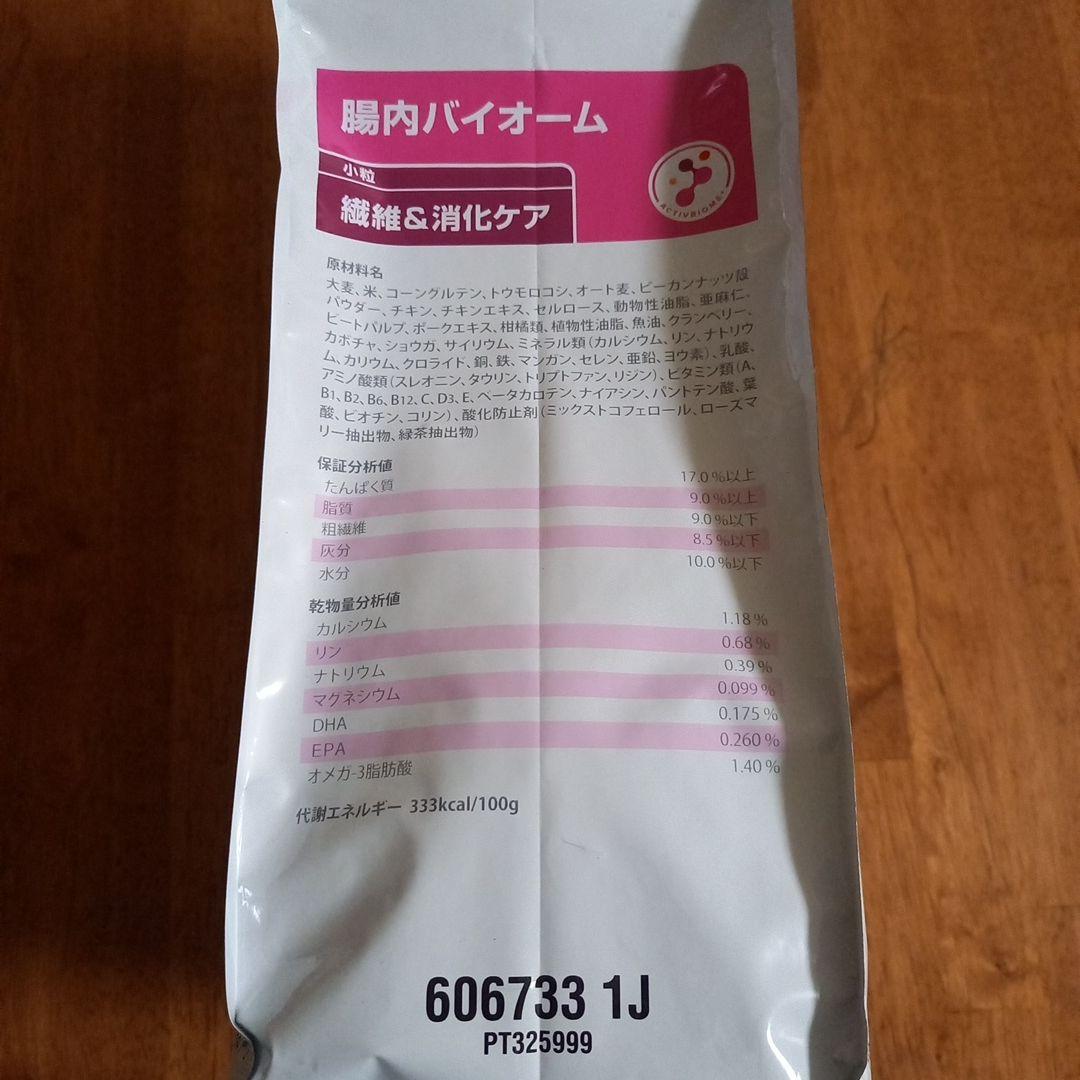 腸内バイオーム
小粒
繊維&消化ケア
ACTIVBIOME+
原材料名
大麦、米、コーングルテン、トウモロコシ、オート麦、ピーカンナッツ殻
パウダー、チキン、チキンエキス、セルロース、動物性油脂、亜麻仁、
ビートパルプ、ポークエキス、柑橘類、植物性油脂、魚油、クランベリー、
カボチャ、ショウガ、サイリウム、ミネラル類(カルシウム、リン、ナトリウ
ム、カリウム、クロライド、銅、鉄、マンガン、セレン、亜鉛、ヨウ素)、乳酸、
アミノ酸類(スレオニン、タウリン、トリプトファン、リジン)、ビタミン類(A、
B1、B2、B6、B12、C、D3、E、ベータカロテン、ナイアシン、パントテン酸、葉
酸、ビオチン、コリン)、酸化防止剤(ミックストコフェロール、ローズマ
リー抽出物、緑茶抽出物)
保証分析値
たんぱく質 17.0%以上
脂質 9.0%以上
粗繊維 9.0%以下
灰分 8.5%以下
水分 10.0%以下
乾物量分析値
カルシウム 1.18%
リン 0.68%
ナトリウム 0.39%
マグネシウム 0.099%
DHA 0.175%
EPA 0.260%
オメガ-3脂肪酸 1.40%
代謝エネルギー 333kcal/100g
606733 1J
PT325999